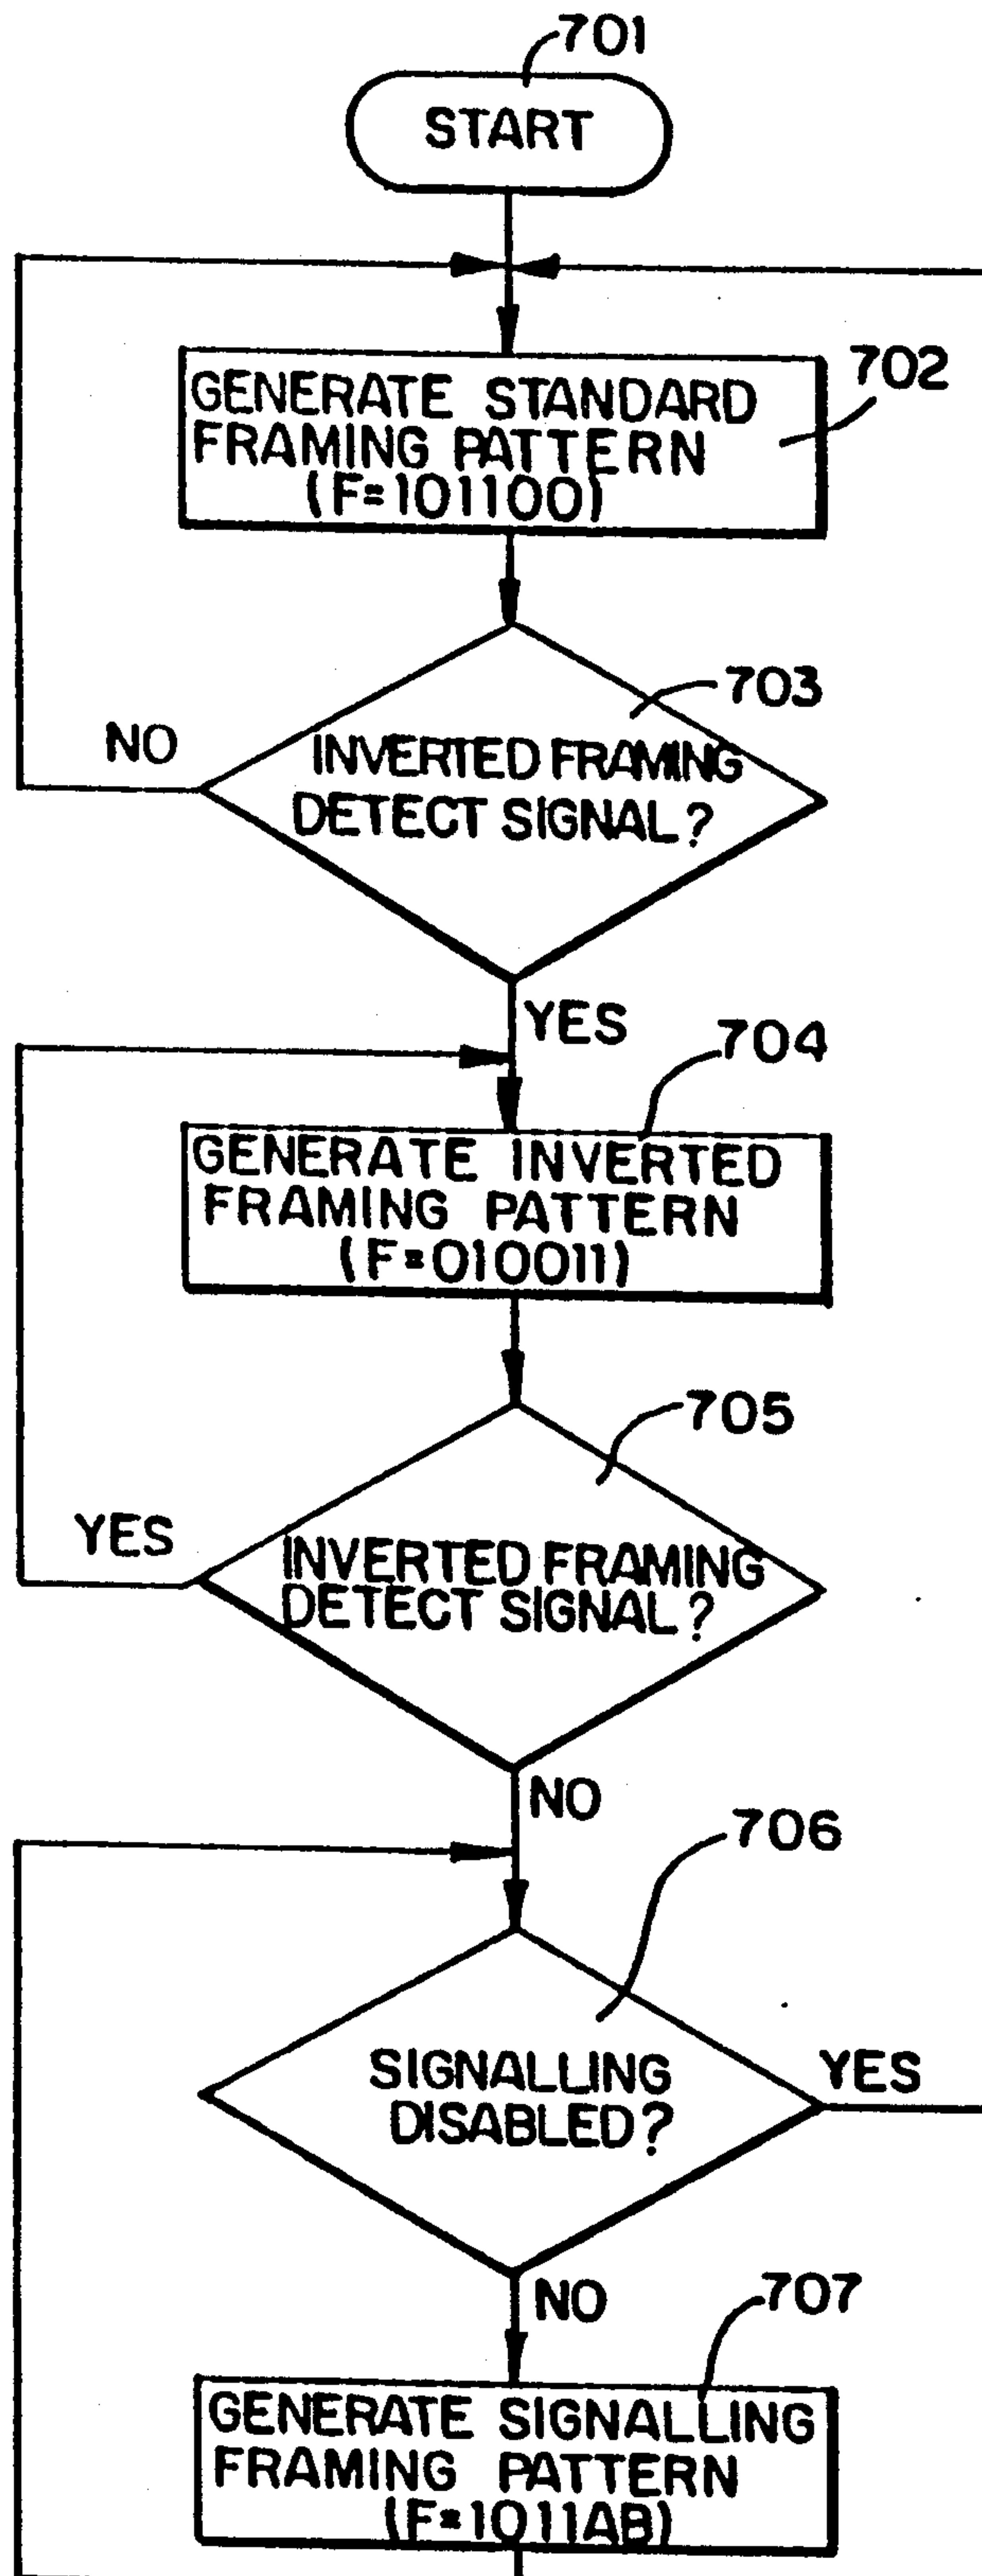 701
START
702
GENERATE STANDARD
FRAMING PATTERN
(F=101100)
703
NO
INVERTED FRAMING
DETECT SIGNAL?
YES
704
GENERATE INVERTED
FRAMING PATTERN
(F=010011)
705
YES
INVERTED FRAMING
DETECT SIGNAL?
NO
706
SIGNALLING
DISABLED?
YES
NO
707
GENERATE SIGNALLING
FRAMING PATTERN
(F=1011AB)